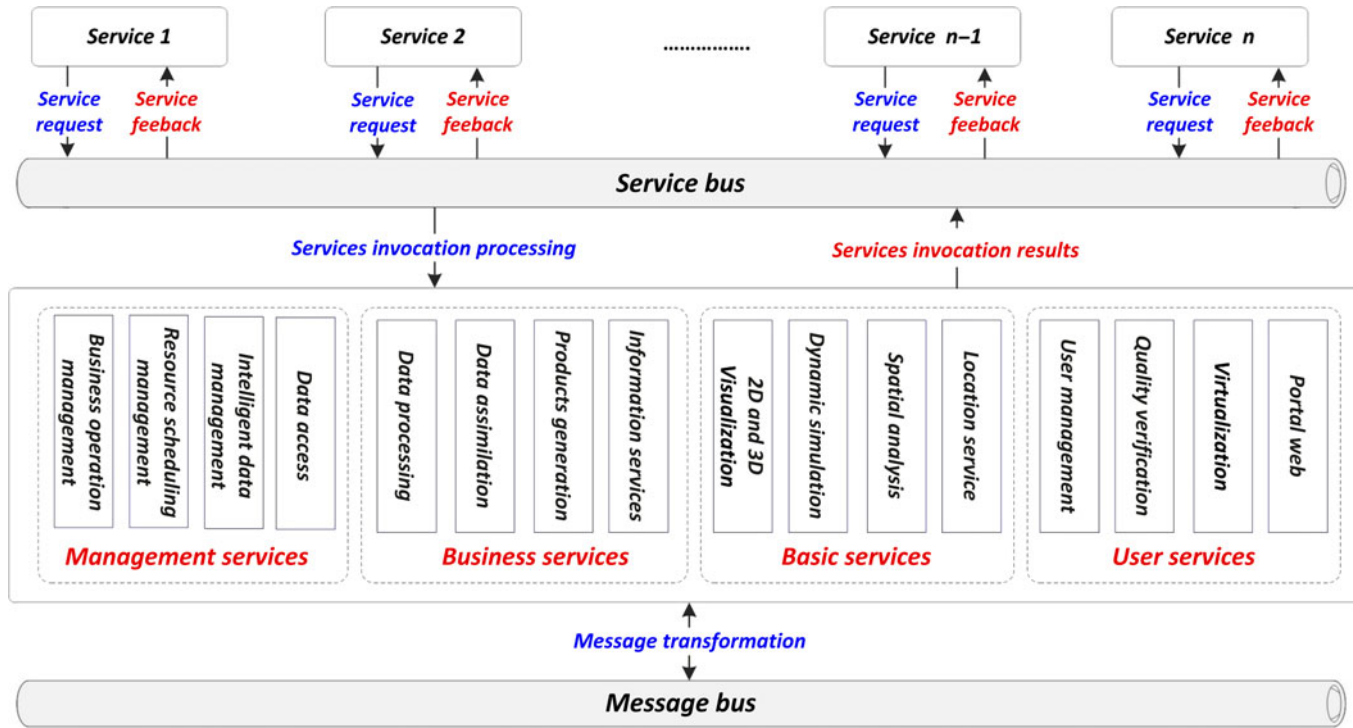 Service 1
Service 2
................
Service n–1
Service n
Service
request
Service
feeback
Service
request
Service
feeback
Service
request
Service
feeback
Service
request
Service
feeback
Service bus
Services invocation processing
Services invocation results
Business operation
management
Resource scheduling
management
Intelligent data
management
Data access
Management services
Data processing
Data assimilation
Products generation
Information services
Business services
2D and 3D
Visualization
Dynamic simulation
Spatial analysis
Location service
Basic services
User management
Quality verification
Virtualization
Portal web
User services
Message transformation
Message bus